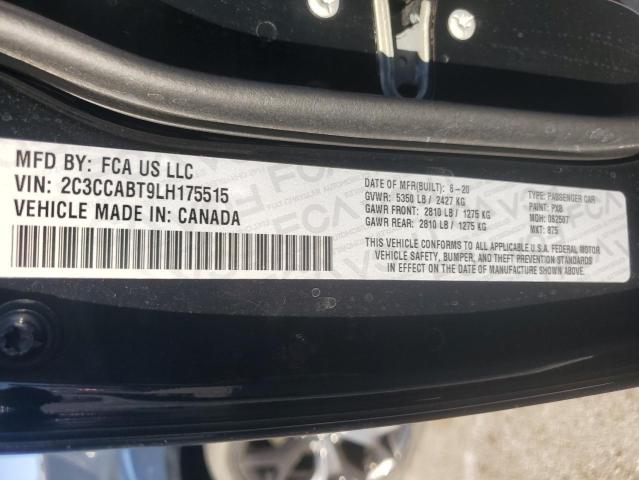 MFD BY: FCA US LLC
VIN: 2C3CCABT9LH175515
VEHICLE MADE IN: CANADA
DATE OF MFR(BUILT): 6-20
GVWR: 5350 LB / 2427 KG
GAWR FRONT: 2810 LB / 1275 KG
GAWR REAR: 2810 LB / 1275 KG
TYPE: PASSENGER CAR
PAINT: PX8
MDH: 062507
MKT: 875
THIS VEHICLE CONFORMS TO ALL APPLICABLE U.S.A. FEDERAL MOTOR
VEHICLE SAFETY, BUMPER, AND THEFT PREVENTION STANDARDS
IN EFFECT ON THE DATE OF MANUFACTURE SHOWN ABOVE.